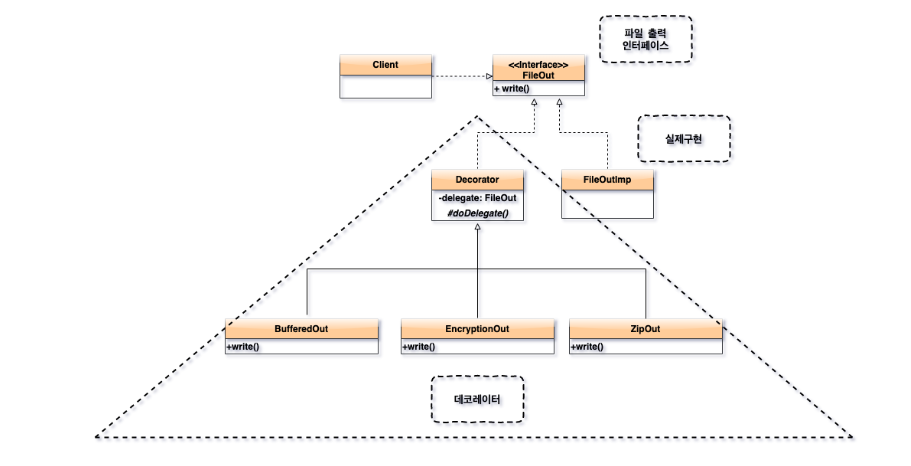 파일 출력
인터페이스
Client
<<Interface>>
FileOut
+ write()
실제구현
Decorator
-delegate: FileOut
#doDelegate()
FileOutImp
BufferedOut
+write()
EncryptionOut
+write()
ZipOut
+write()
데코레이터